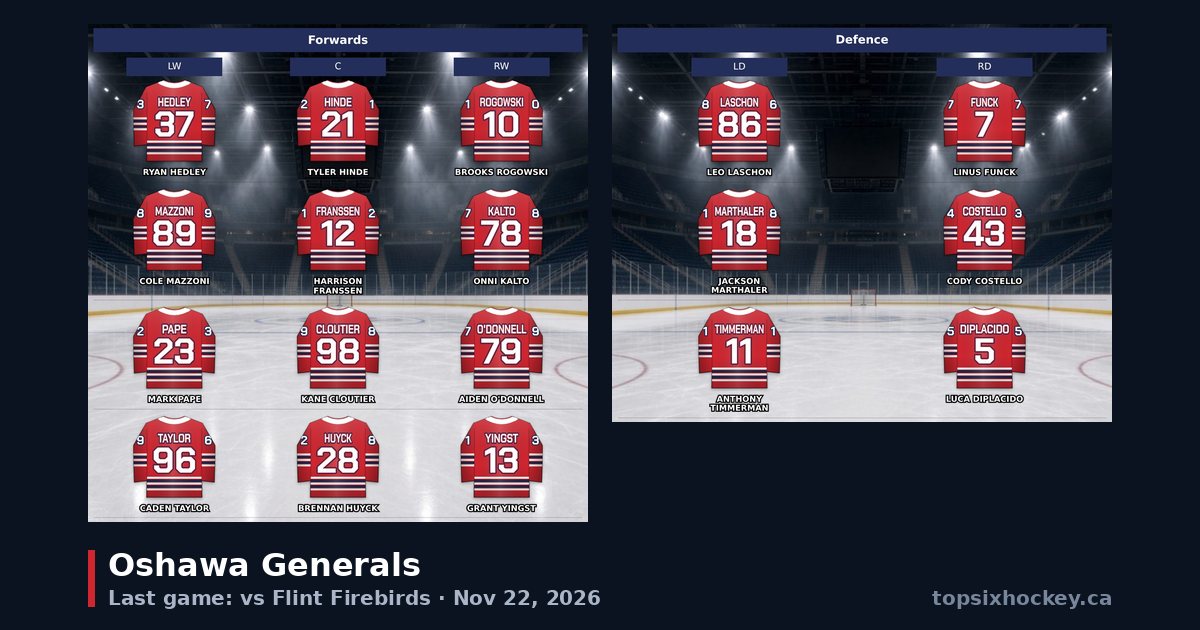 Forwards
LW C RW
3 HEDLEY 7 2 HINDE 1 1 ROGOWSKI 0
37 21 10
RYAN HEDLEY TYLER HINDE BROOKS ROGOWSKI
8 MAZZONI 9 1 FRANSSEN 2 7 KALTO 8
89 12 78
COLE MAZZONI HARRISON FRANSSEN ONNI KALTO
2 PAPE 3 9 CLOUTIER 8 7 O'DONNELL 9
23 98 79
MARK PAPE KANE CLOUTIER AIDEN O'DONNELL
9 TAYLOR 6 2 HUYCK 8 1 YINGST 3
96 28 13
CADEN TAYLOR BRENNAN HUYCK GRANT YINGST
Defence
LD RD
8 LASCHON 6 7 FUNCK 7
86 7
LEO LASCHON LINUS FUNCK
1 MARTHALER 8 4 COSTELLO 3
18 43
JACKSON MARTHALER CODY COSTELLO
1 TIMMERMAN 1 5 DIPLACIDO 5
11 5
ANTHONY TIMMERMAN LUCA DIPLACIDO
Oshawa Generals
Last game: vs Flint Firebirds · Nov 22, 2026
topsixhockey.ca